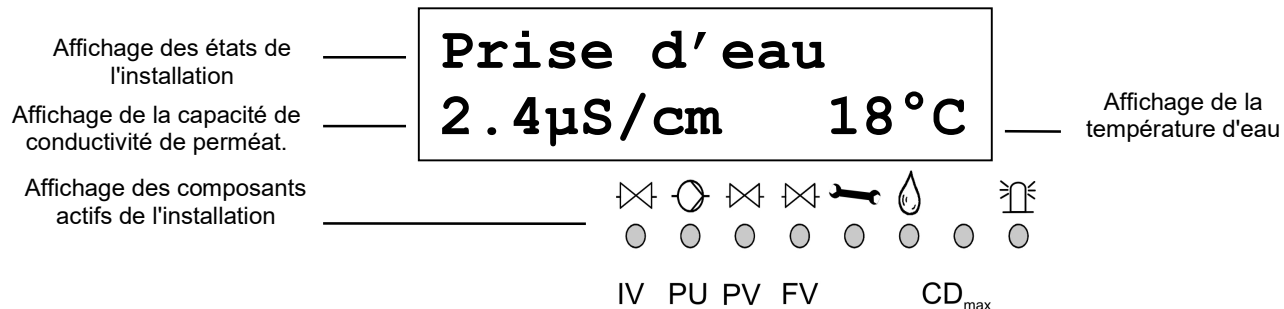 Affichage des états de
l'installation
Prise d’eau
Affichage de la capacité de
conductivité de perméat.
2.4µS/cm 18°C
Affichage de la
température d'eau
Affichage des composants
actifs de l'installation
IV PU PV FV CDmax